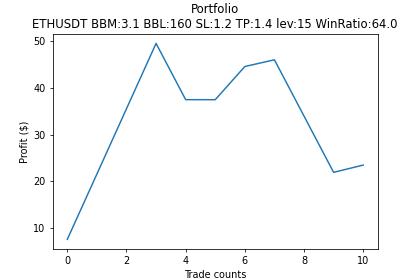 Portfolio
ETHUSDT BBM:3.1 BBL:160 SL:1.2 TP:1.4 lev:15 WinRatio:64.0
Profit ($)
50
40
30
20
10
0 2 4 6 8 10
Trade counts